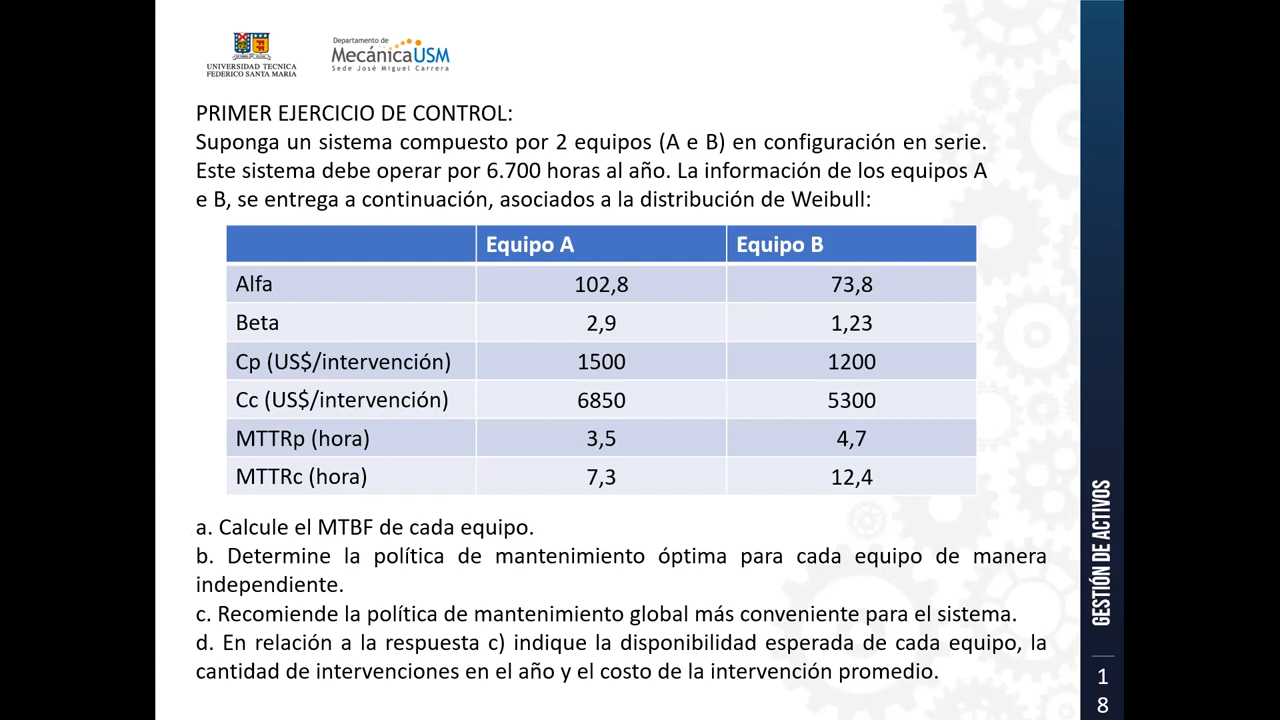 UNIVERSIDAD TECNICA
FEDERICO SANTA MARIA
Departamento de
MecánicaUSM
Sede José Miguel Carrera
PRIMER EJERCICIO DE CONTROL:
Suponga un sistema compuesto por 2 equipos (A e B) en configuración en serie.
Este sistema debe operar por 6.700 horas al año. La información de los equipos A
e B, se entrega a continuación, asociados a la distribución de Weibull:
Equipo A Equipo B
Alfa 102,8 73,8
Beta 2,9 1,23
Cp (US$/intervención) 1500 1200
Cc (US$/intervención) 6850 5300
MTTRp (hora) 3,5 4,7
MTTRc (hora) 7,3 12,4
a. Calcule el MTBF de cada equipo.
b. Determine la política de mantenimiento óptima para cada equipo de manera
independiente.
c. Recomiende la política de mantenimiento global más conveniente para el sistema.
d. En relación a la respuesta c) indique la disponibilidad esperada de cada equipo, la
cantidad de intervenciones en el año y el costo de la intervención promedio.
GESTIÓN DE ACTIVOS
1
8